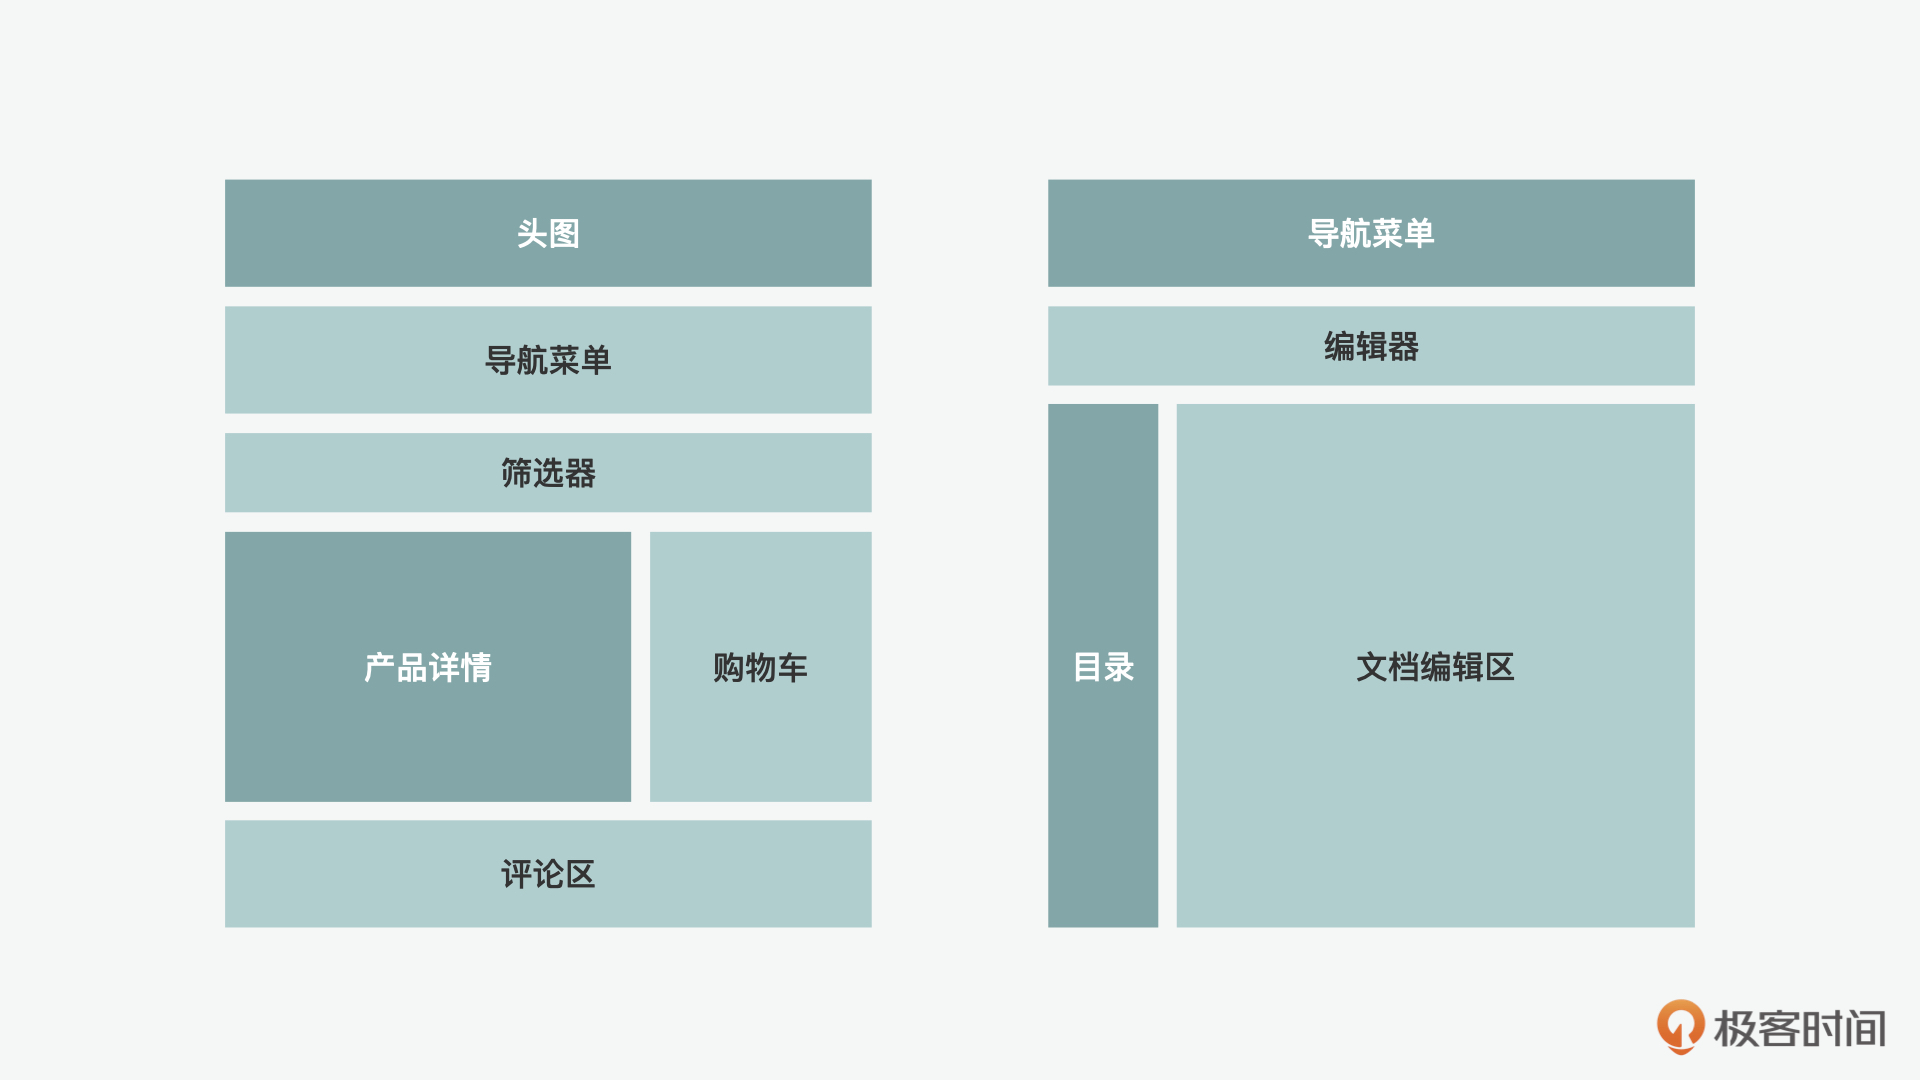 头图
导航菜单
筛选器
产品详情
购物车
评论区
导航菜单
编辑器
目录
文档编辑区
极客时间